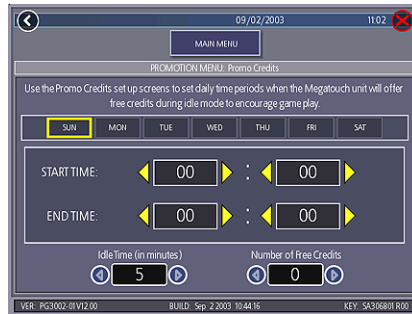 09/02/2003 11:02
MAIN MENU
PROMOTION MENU: Promo Credits
Use the Promo Credits set up screens to set daily time periods when the Megatouch unit will offer
free credits during idle mode to encourage game play.
SUN MON TUE WED THU FRI SAT
START TIME: 00 : 00
END TIME: 00 : 00
Idle Time (in minutes) Number of Free Credits
5 0
VER: PG3002-01V12.00 BUILD: Sep 2 2003 10:44:16 KEY: SA306801 R00